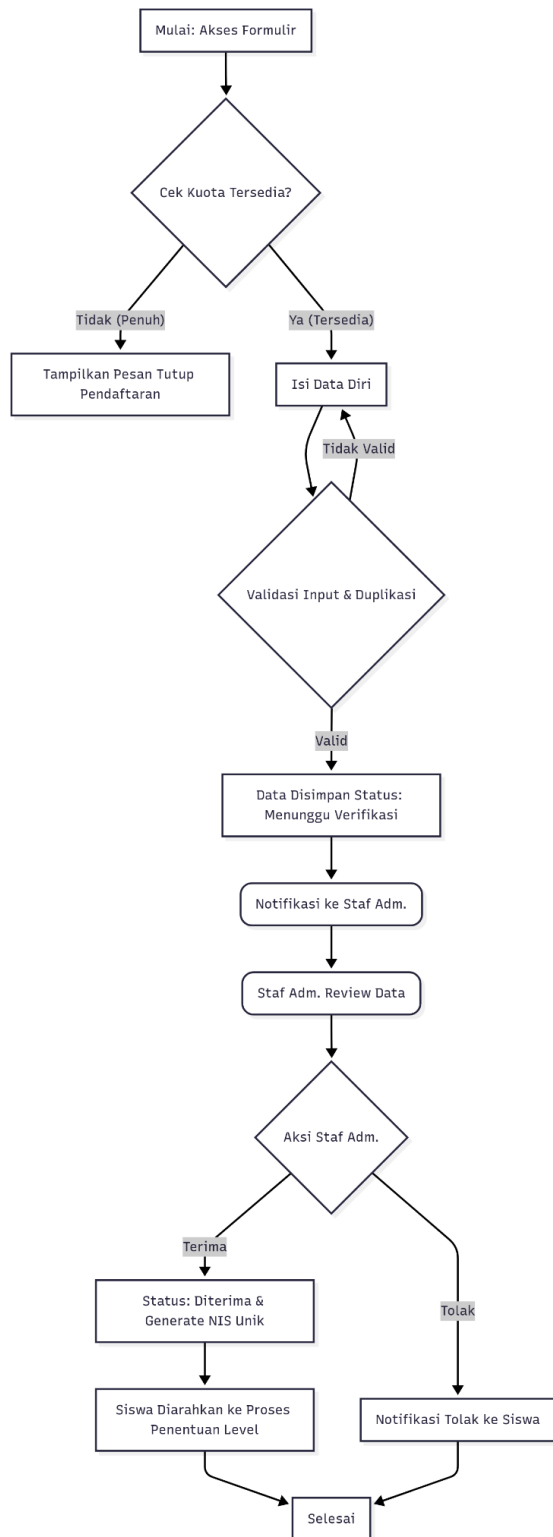 Mulai: Akses Formulir
Cek Kuota Tersedia?
Tidak (Penuh)
Ya (Tersedia)
Tampilkan Pesan Tutup
Pendaftaran
Isi Data Diri
Tidak Valid
Validasi Input & Duplikasi
Valid
Data Disimpan Status:
Menunggu Verifikasi
Notifikasi ke Staf Adm.
Staf Adm. Review Data
Aksi Staf Adm.
Terima
Status: Diterima &
Generate NIS Unik
Tolak
Siswa Diarahkan ke Proses
Penentuan Level
Notifikasi Tolak ke Siswa
Selesai